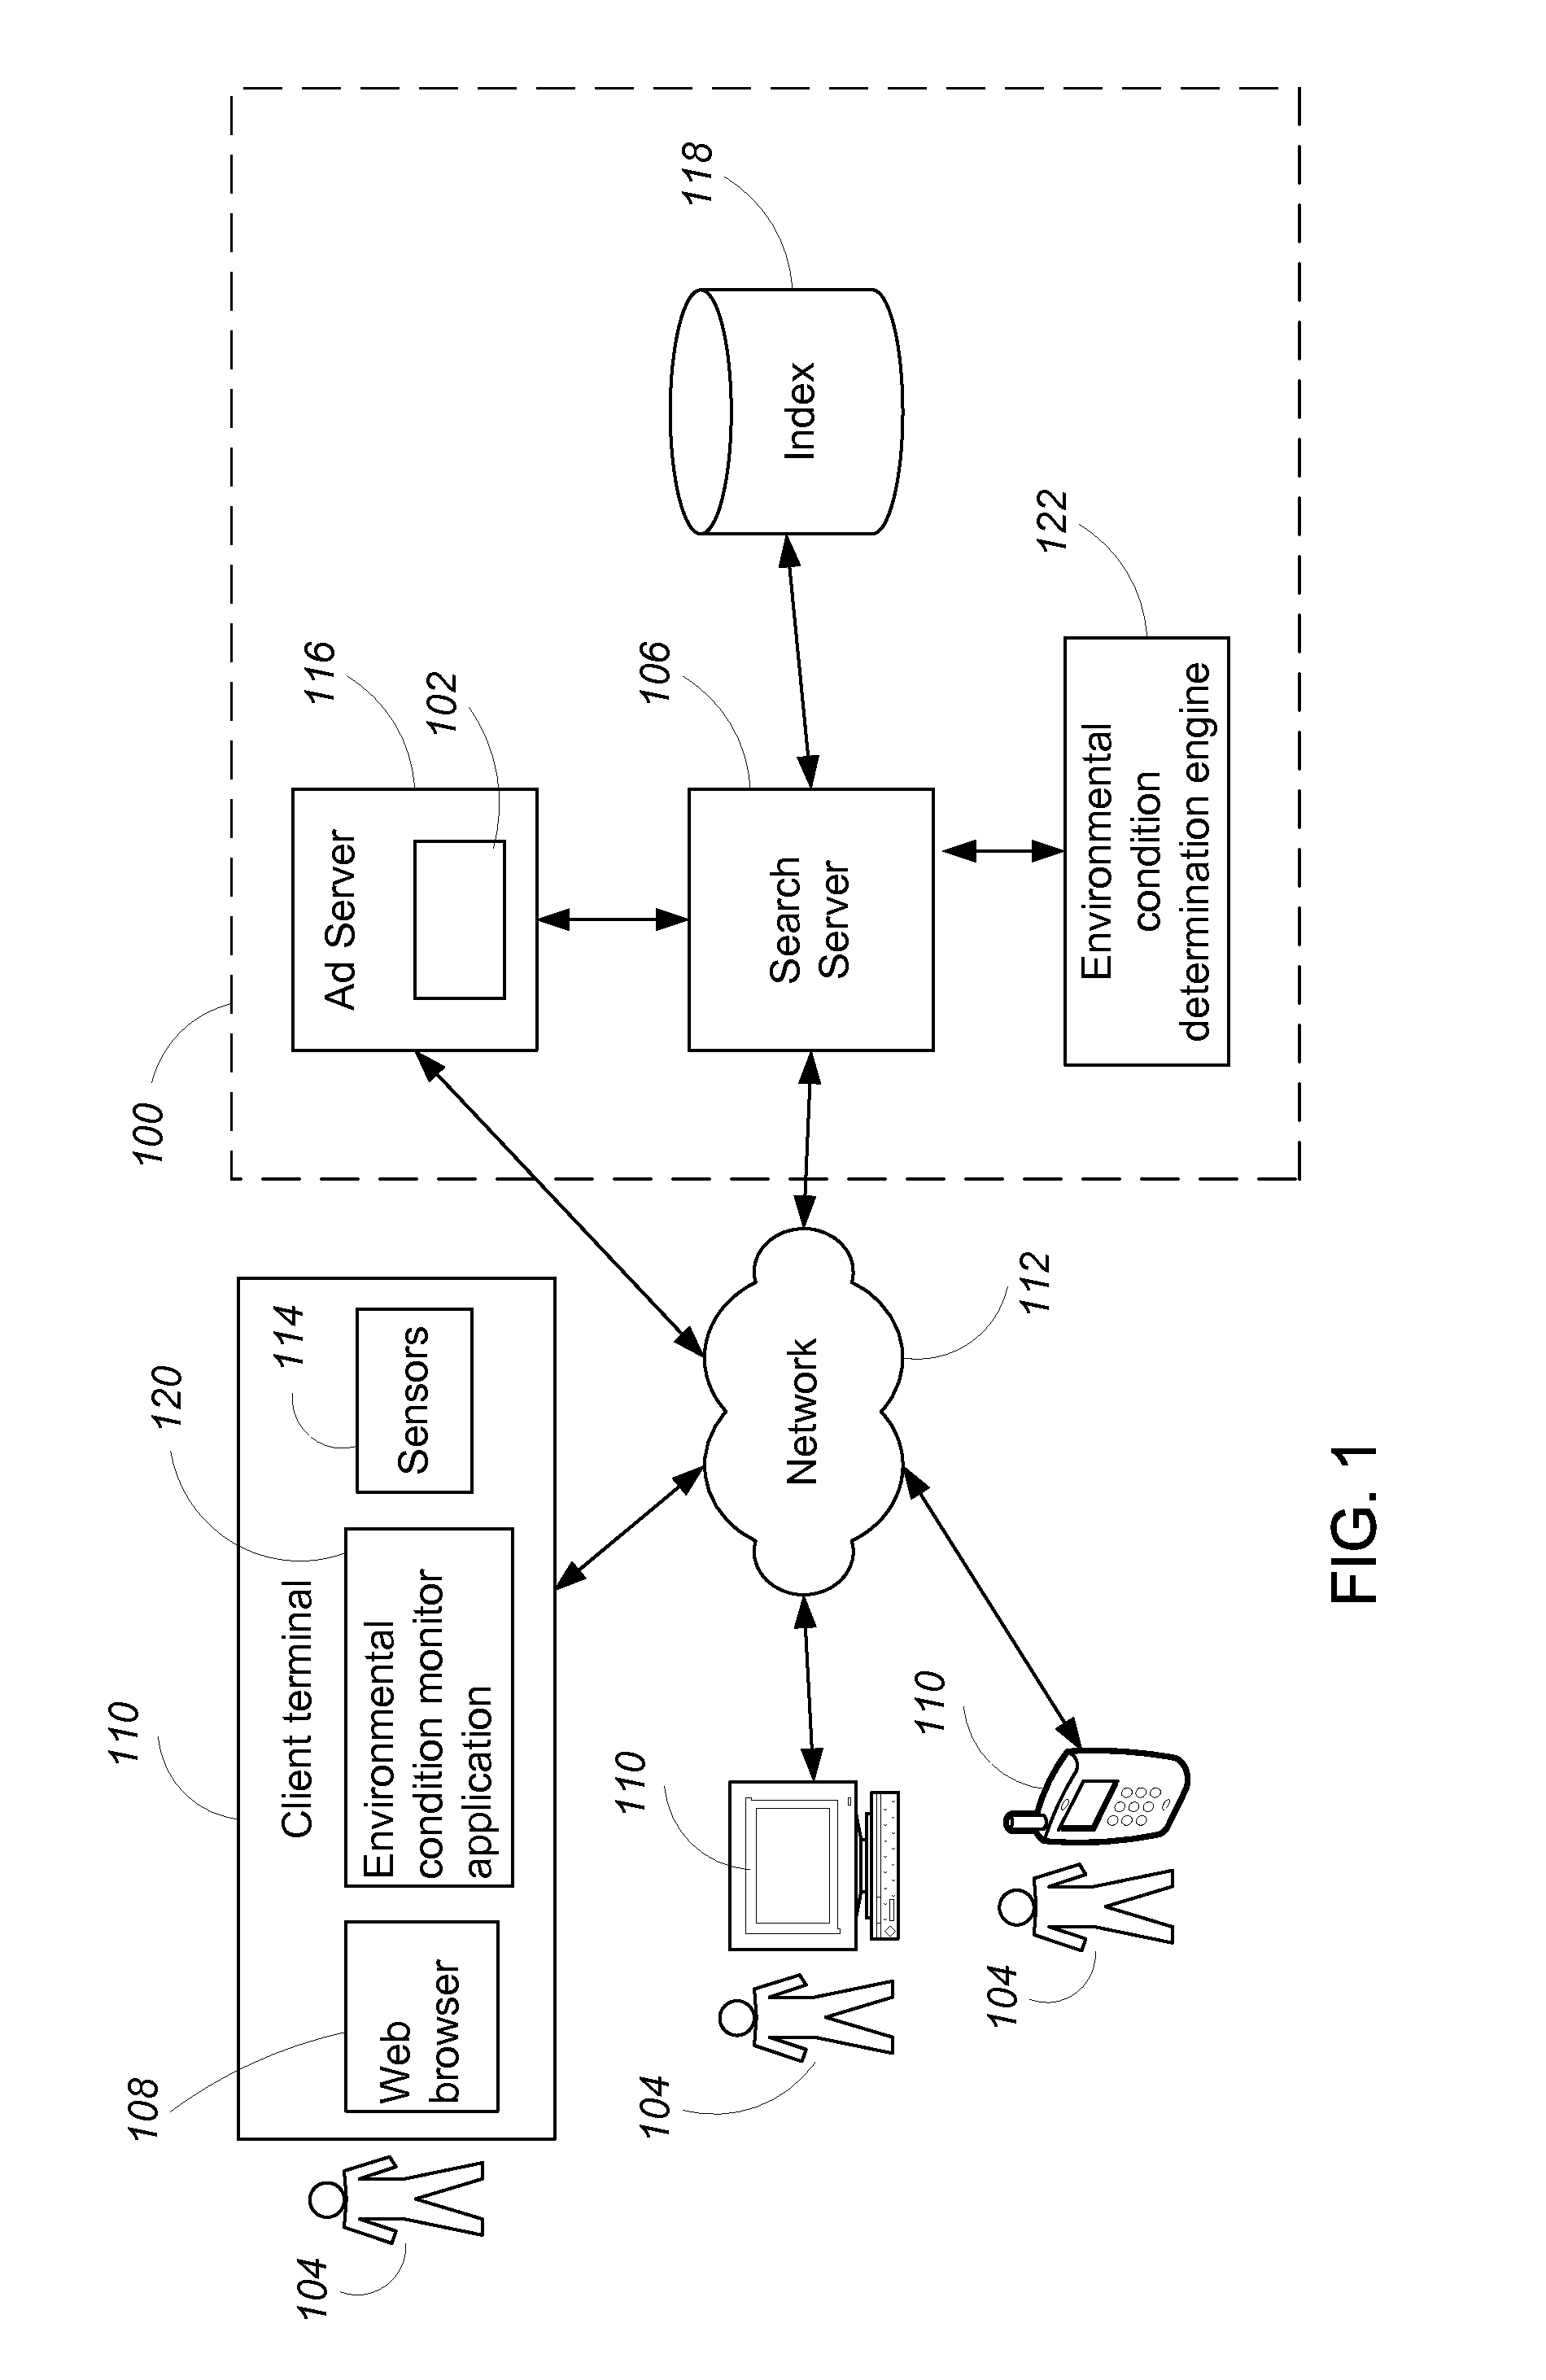 110
120
114
Client terminal
108
Web
browser
Environmental
condition monitor
application
Sensors
104
100
116
Ad Server
102
110
104
Network
112
106
Search
Server
118
Index
110
104
122
Environmental
condition
determination engine
FIG. 1